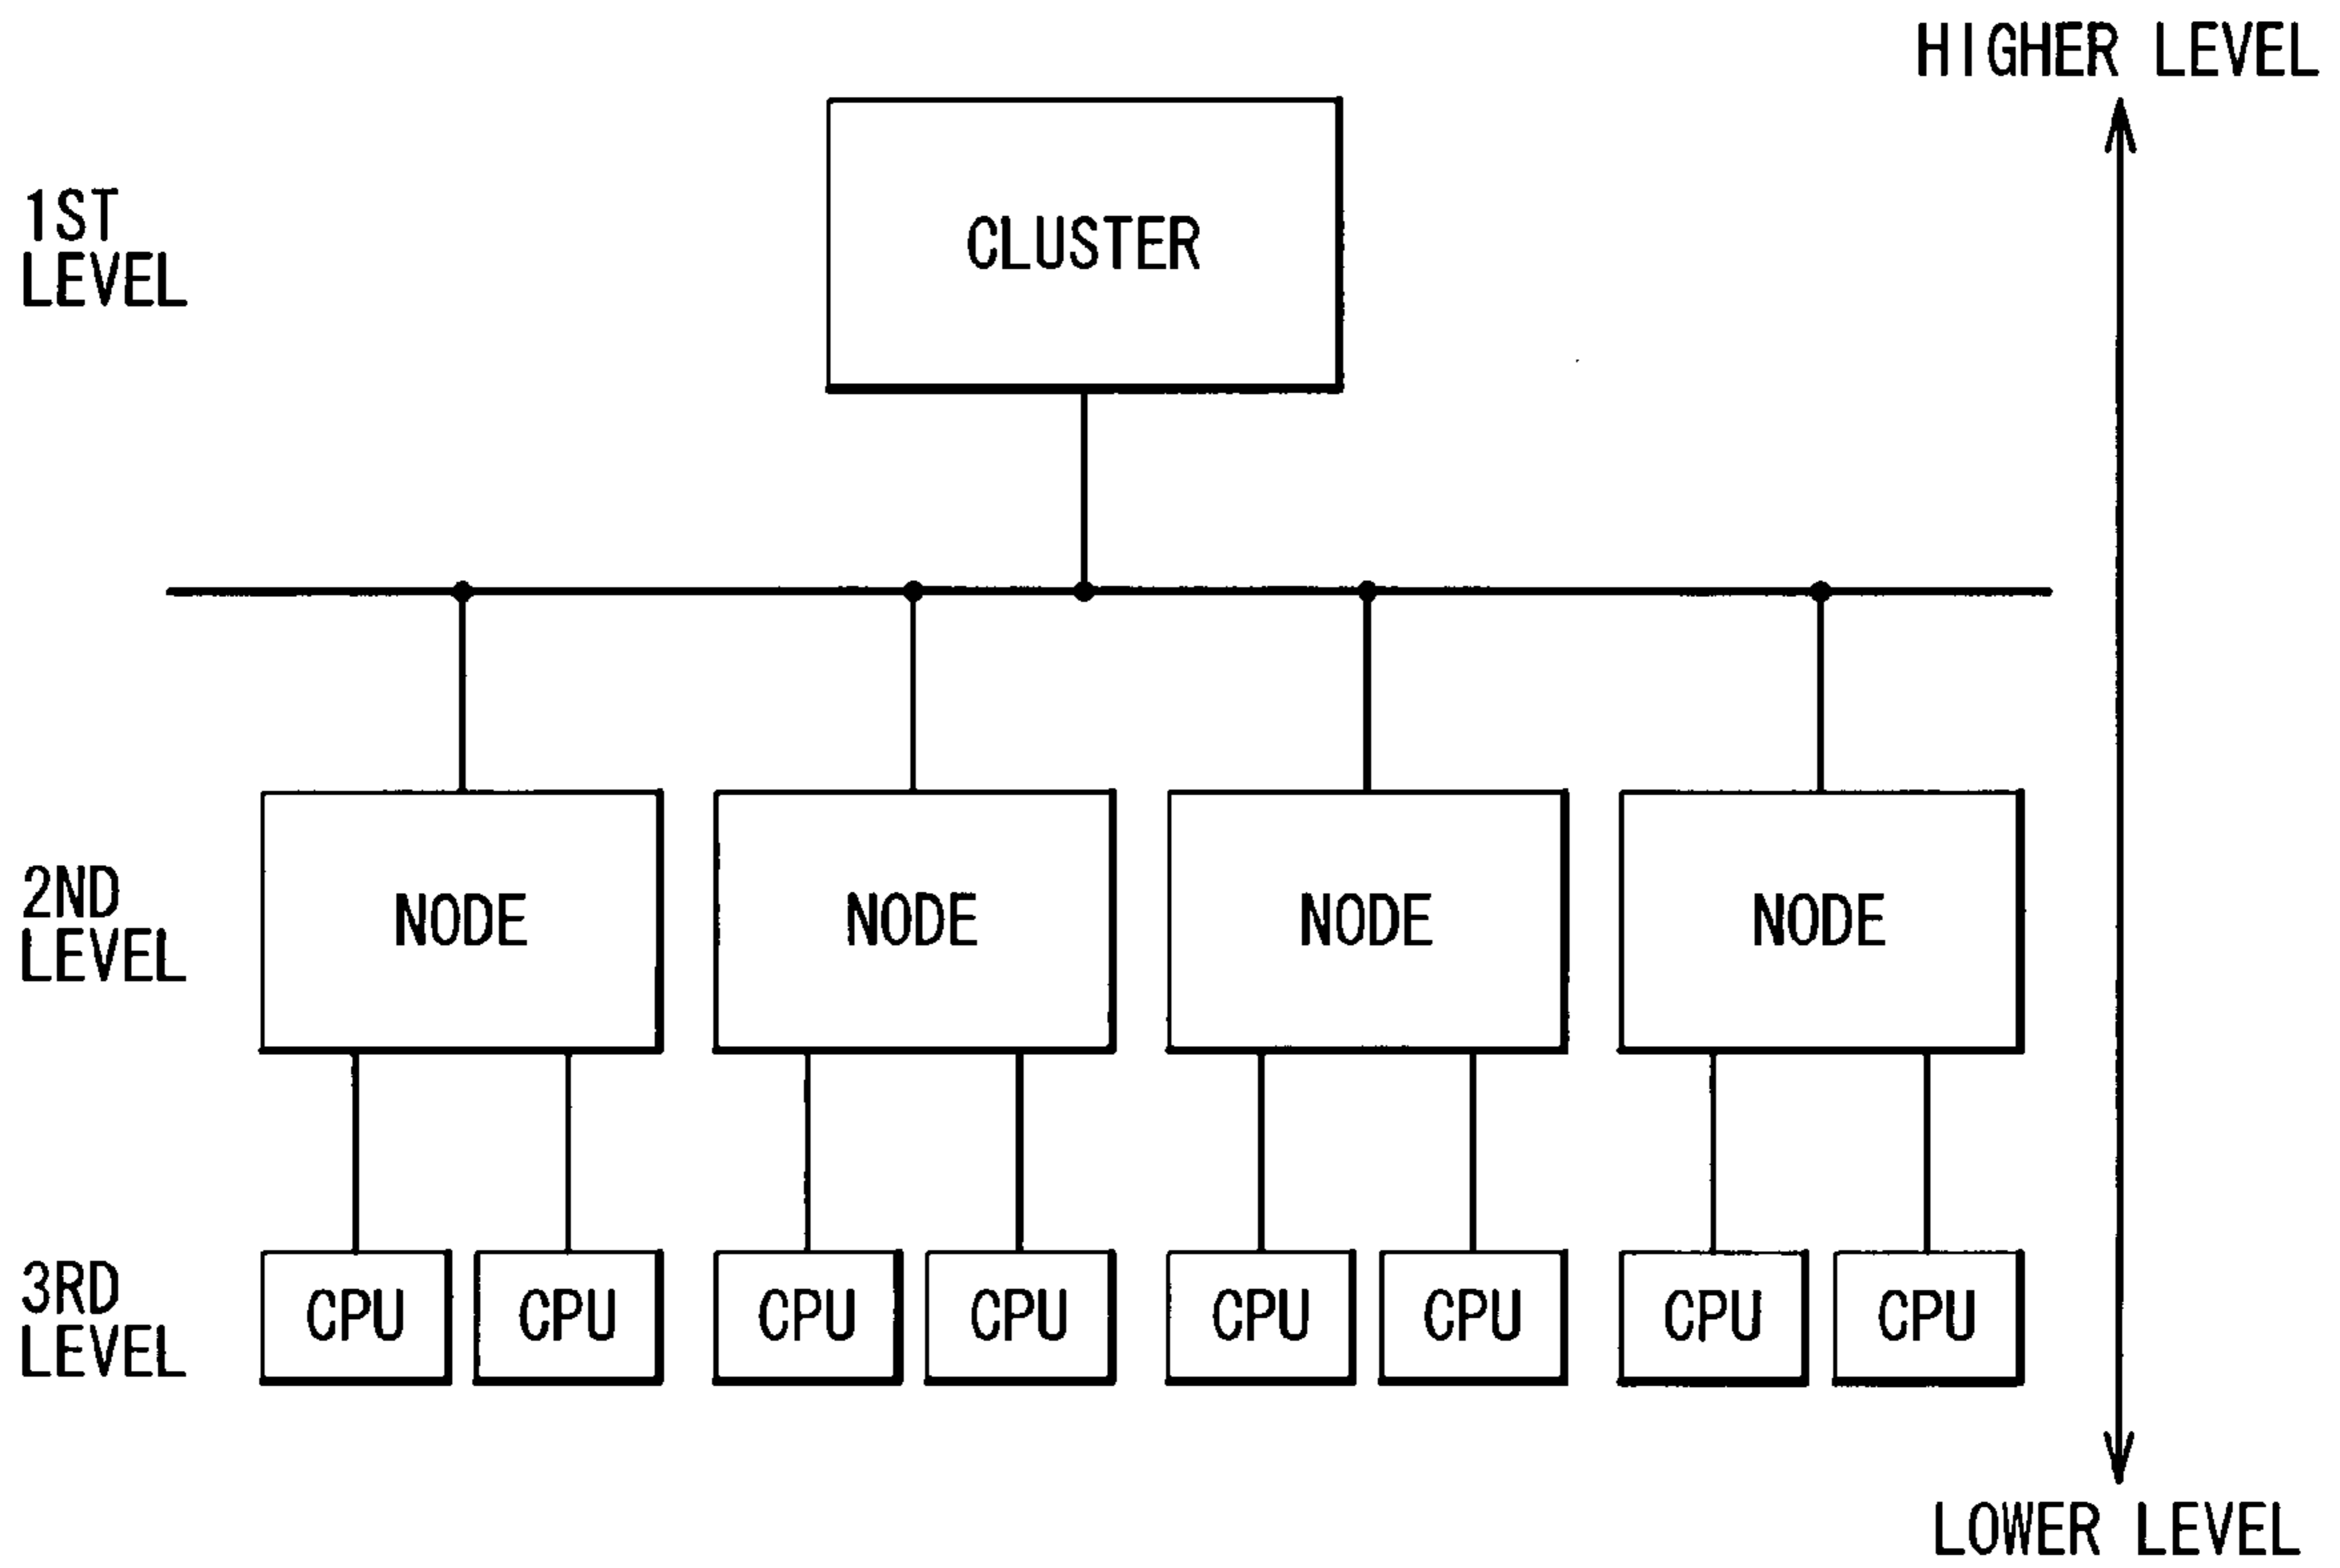 HIGHER LEVEL
1ST
LEVEL
CLUSTER
2ND
LEVEL
NODE NODE NODE NODE
3RD
LEVEL
CPU CPU CPU CPU CPU CPU CPU CPU
LOWER LEVEL